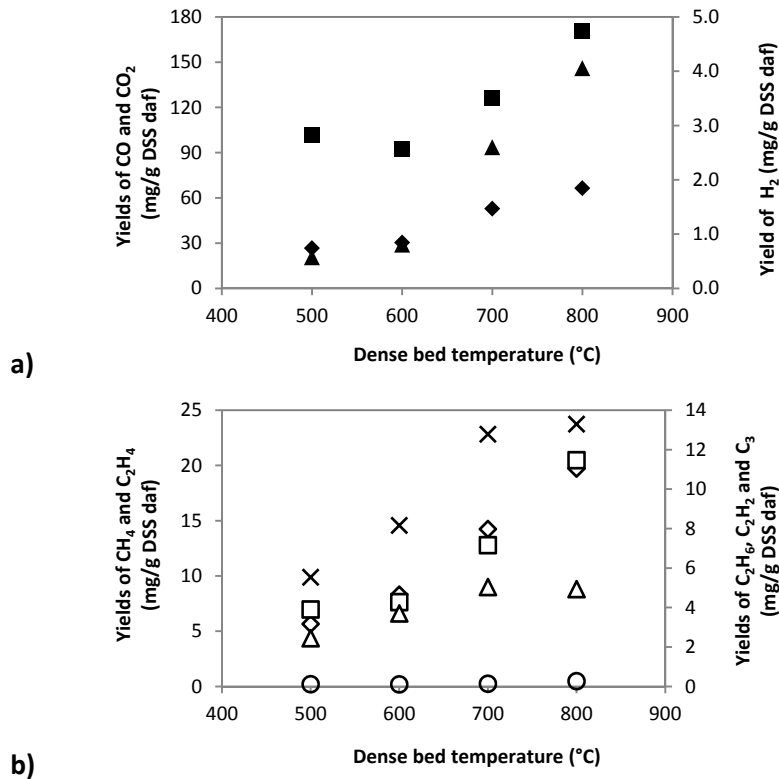 180
150
120
90
60
30
0
5.0
4.0
3.0
2.0
1.0
0.0
Yields of CO and CO₂
(mg/g DSS daf)
Yield of H₂ (mg/g DSS daf)
400 500 600 700 800 900
Dense bed temperature (°C)
a)
25
20
15
10
5
0
14
12
10
8
6
4
2
0
Yields of CH₄ and C₂H₄
(mg/g DSS daf)
Yields of C₂H₆, C₂H₂ and C₃
(mg/g DSS daf)
400 500 600 700 800 900
Dense bed temperature (°C)
b)